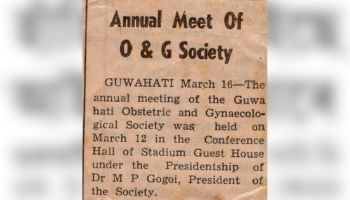 Annual Meet Of
O & G Society
GUWAHATI March 16—The
annual meeting of the Guwa
hati Obstetric and Gynaecolo-
gical Society was held on
March 12 in the Conference
Hall of Stadium Guest House
under the Presidentship of
Dr M P Gogoi, President of
the Society.